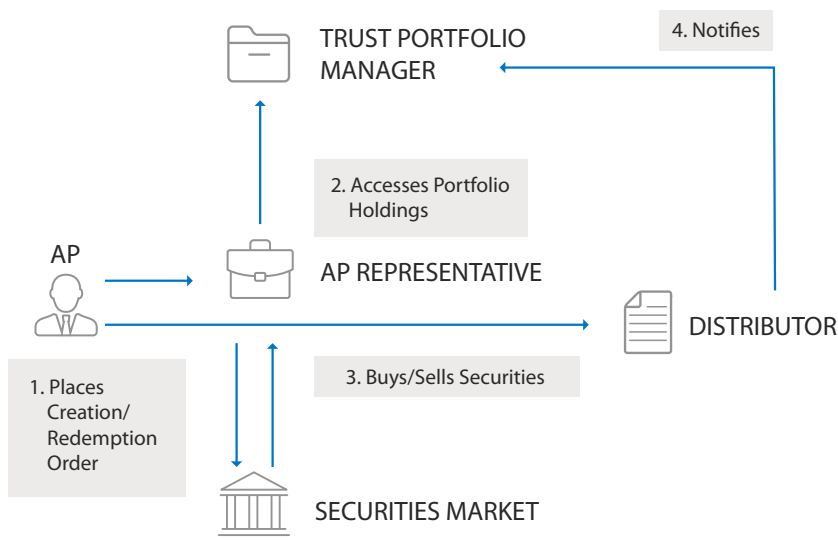 TRUST PORTFOLIO
MANAGER
4. Notifies
2. Accesses Portfolio
Holdings
AP
AP REPRESENTATIVE
DISTRIBUTOR
1. Places
Creation/
Redemption
Order
3. Buys/Sells Securities
SECURITIES MARKET